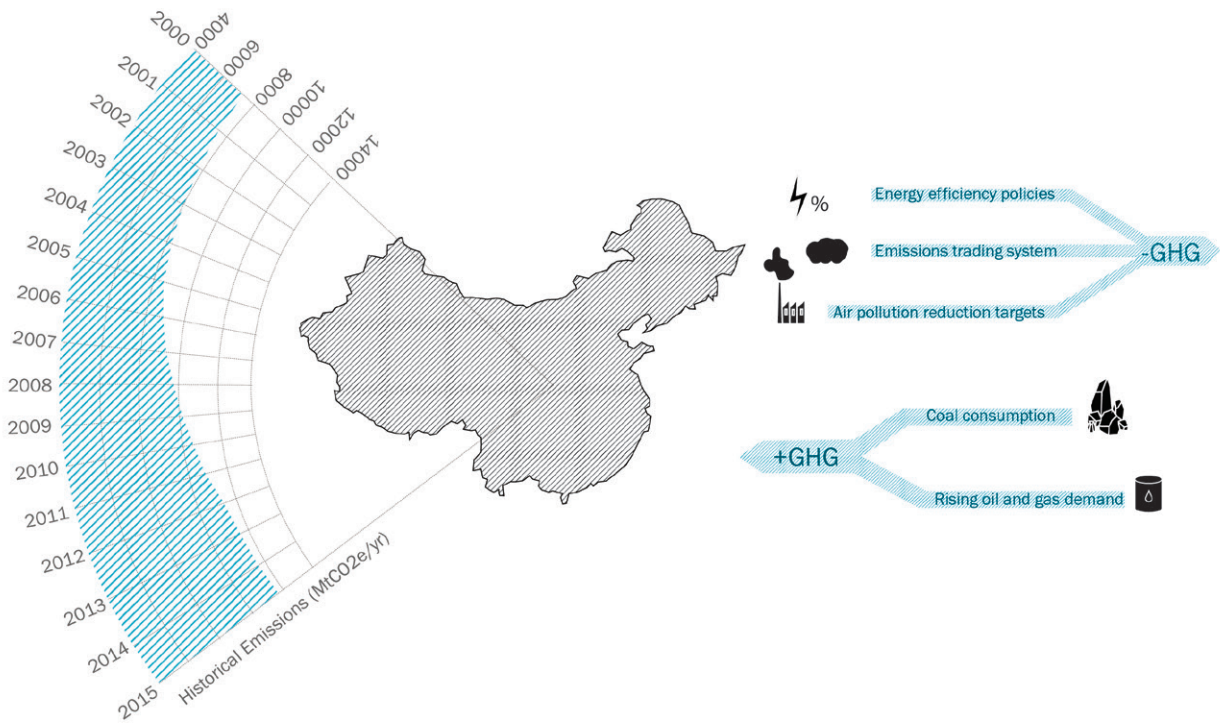 2000
2001
2002
2003
2004
2005
2006
2007
2008
2009
2010
2011
2012
2013
2014
2015
4000
6000
8000
10000
12000
14000
Historical Emissions (MtCO2e/yr)
%
Energy efficiency policies
Emissions trading system
Air pollution reduction targets
-GHG
+GHG
Coal consumption
Rising oil and gas demand